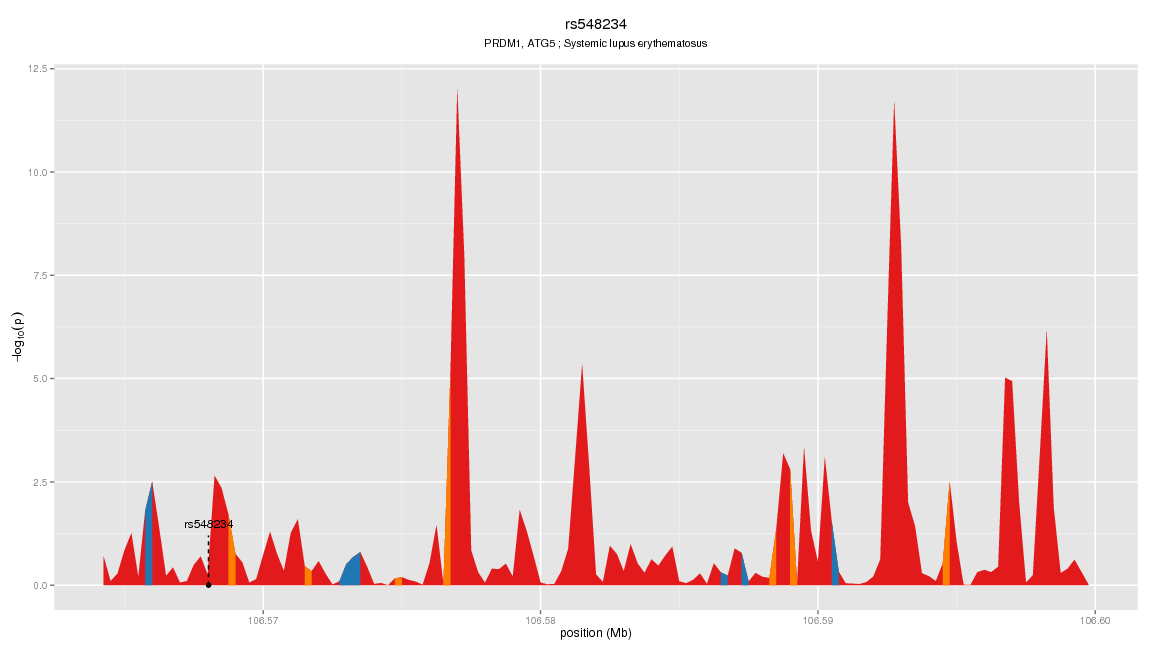 rs548234
PRDM1, ATG5 ; Systemic lupus erythematosus
12.5
10.0
7.5
5.0
2.5
0.0
−log10(p)
rs548234
106.57
106.58
106.59
106.60
position (Mb)